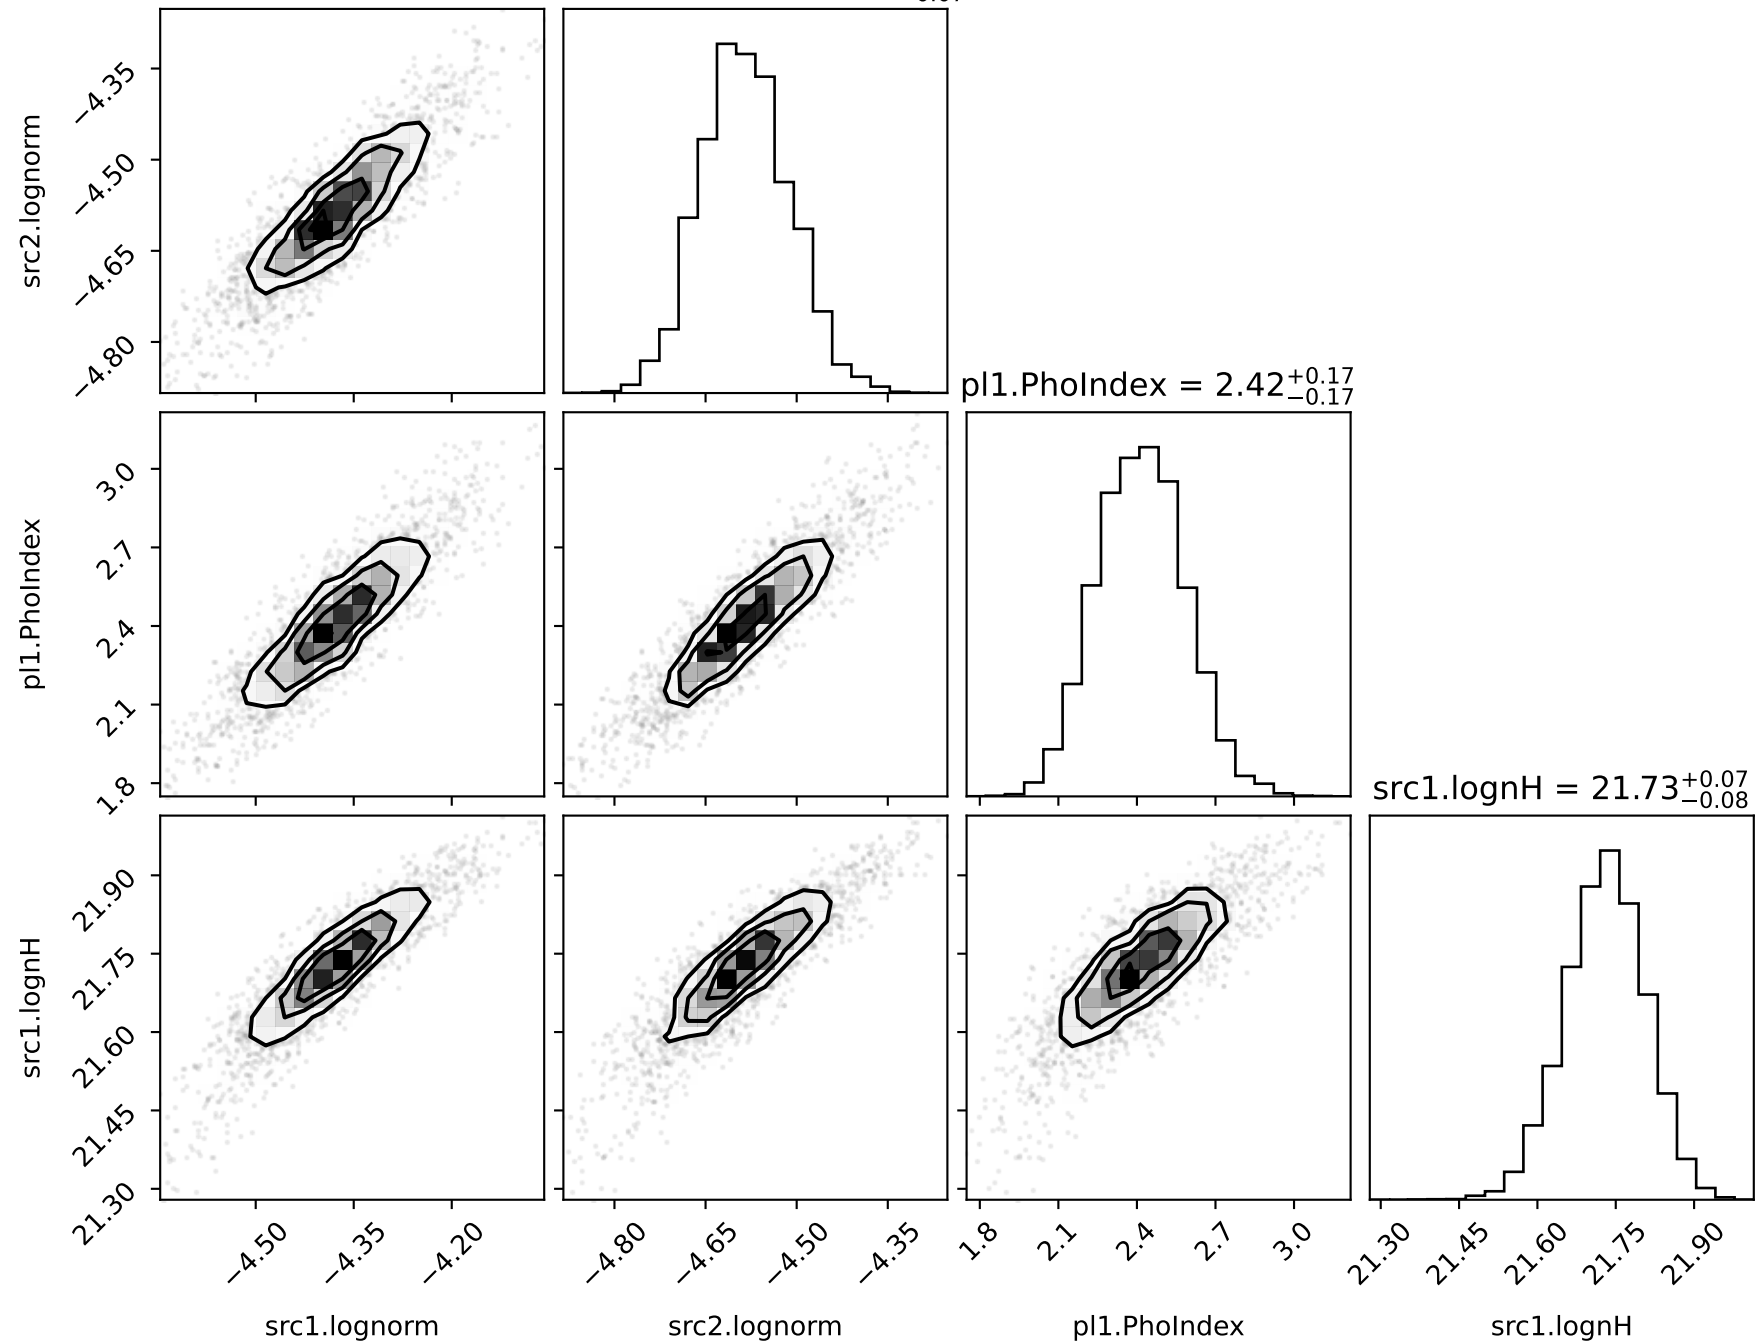 src2.lognorm
−4.35
−4.50
−4.65
−4.80
pl1.PhoIndex = 2.42 +0.17 −0.17
pl1.PhoIndex
3.0
2.7
2.4
2.1
1.8
src1.lognH = 21.73 +0.07 −0.08
src1.lognH
21.90
21.75
21.60
21.45
21.30
−4.50 −4.35 −4.20
−4.80 −4.65 −4.50 −4.35
1.8 2.1 2.4 2.7 3.0
21.30 21.45 21.60 21.75 21.90
src1.lognorm src2.lognorm pl1.PhoIndex src1.lognH